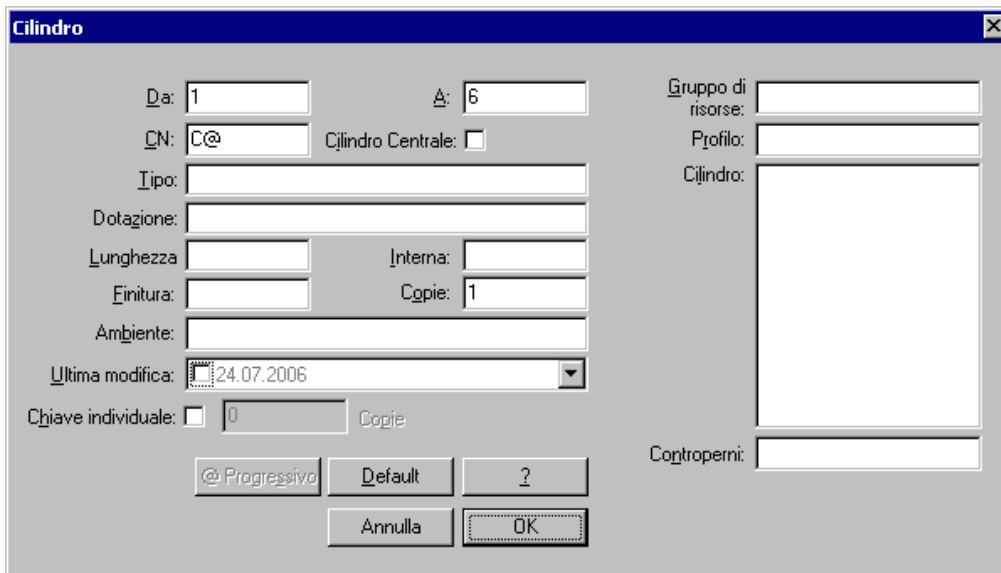 Cilindro
Da: 1 A: 6
CN: C@ Cilindro Centrale:
Tipo:
Dotazione:
Lunghezza Interna:
Finitura: Copie: 1
Ambiente:
Ultima modifica: 24.07.2006
Chiave individuale: 0 Copie
@ Progressivo Default ?
Annulla OK
Gruppo di
risorse:
Profilo:
Cilindro:
Controperni: